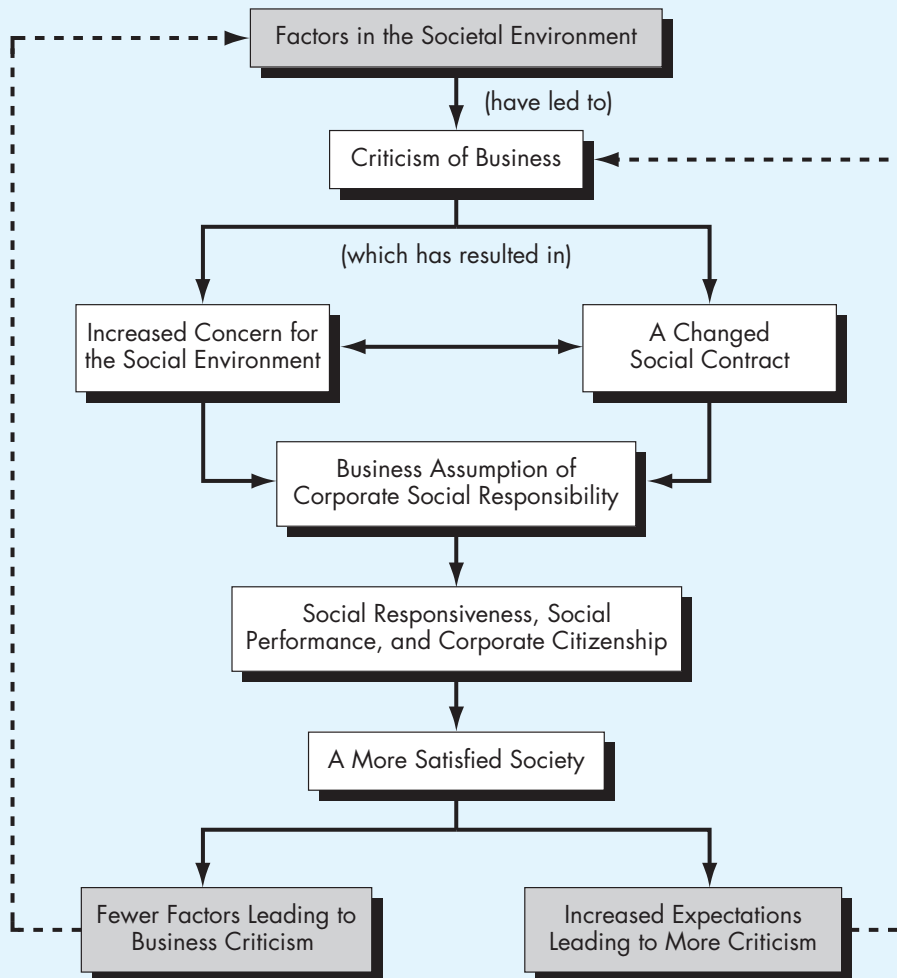 Factors in the Societal Environment
(have led to)
Criticism of Business
(which has resulted in)
Increased Concern for
the Social Environment
A Changed
Social Contract
Business Assumption of
Corporate Social Responsibility
Social Responsiveness, Social
Performance, and Corporate Citizenship
A More Satisfied Society
Fewer Factors Leading to
Business Criticism
Increased Expectations
Leading to More Criticism